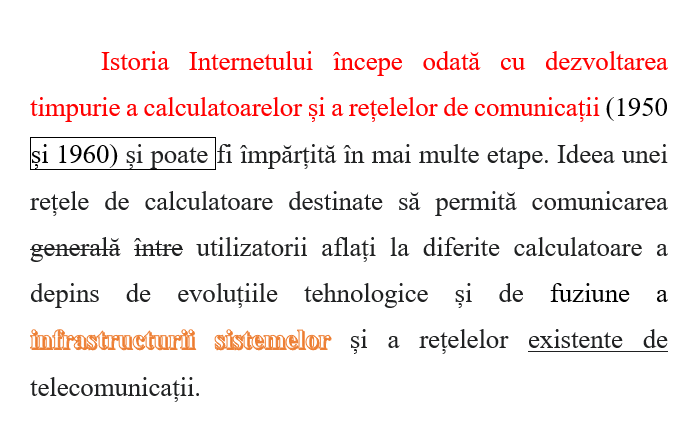 Istoria Internetului începe odată cu dezvoltarea
timpurie a calculatoarelor și a rețelelor de comunicații (1950
și 1960) și poate fi împărțită în mai multe etape. Ideea unei
rețele de calculatoare destinate să permită comunicarea
generală între utilizatorii aflați la diferite calculatoare a
depins de evoluțiile tehnologice și de fuziune a
infrastructurii sistemelor și a rețelelor existente de
telecomunicații.